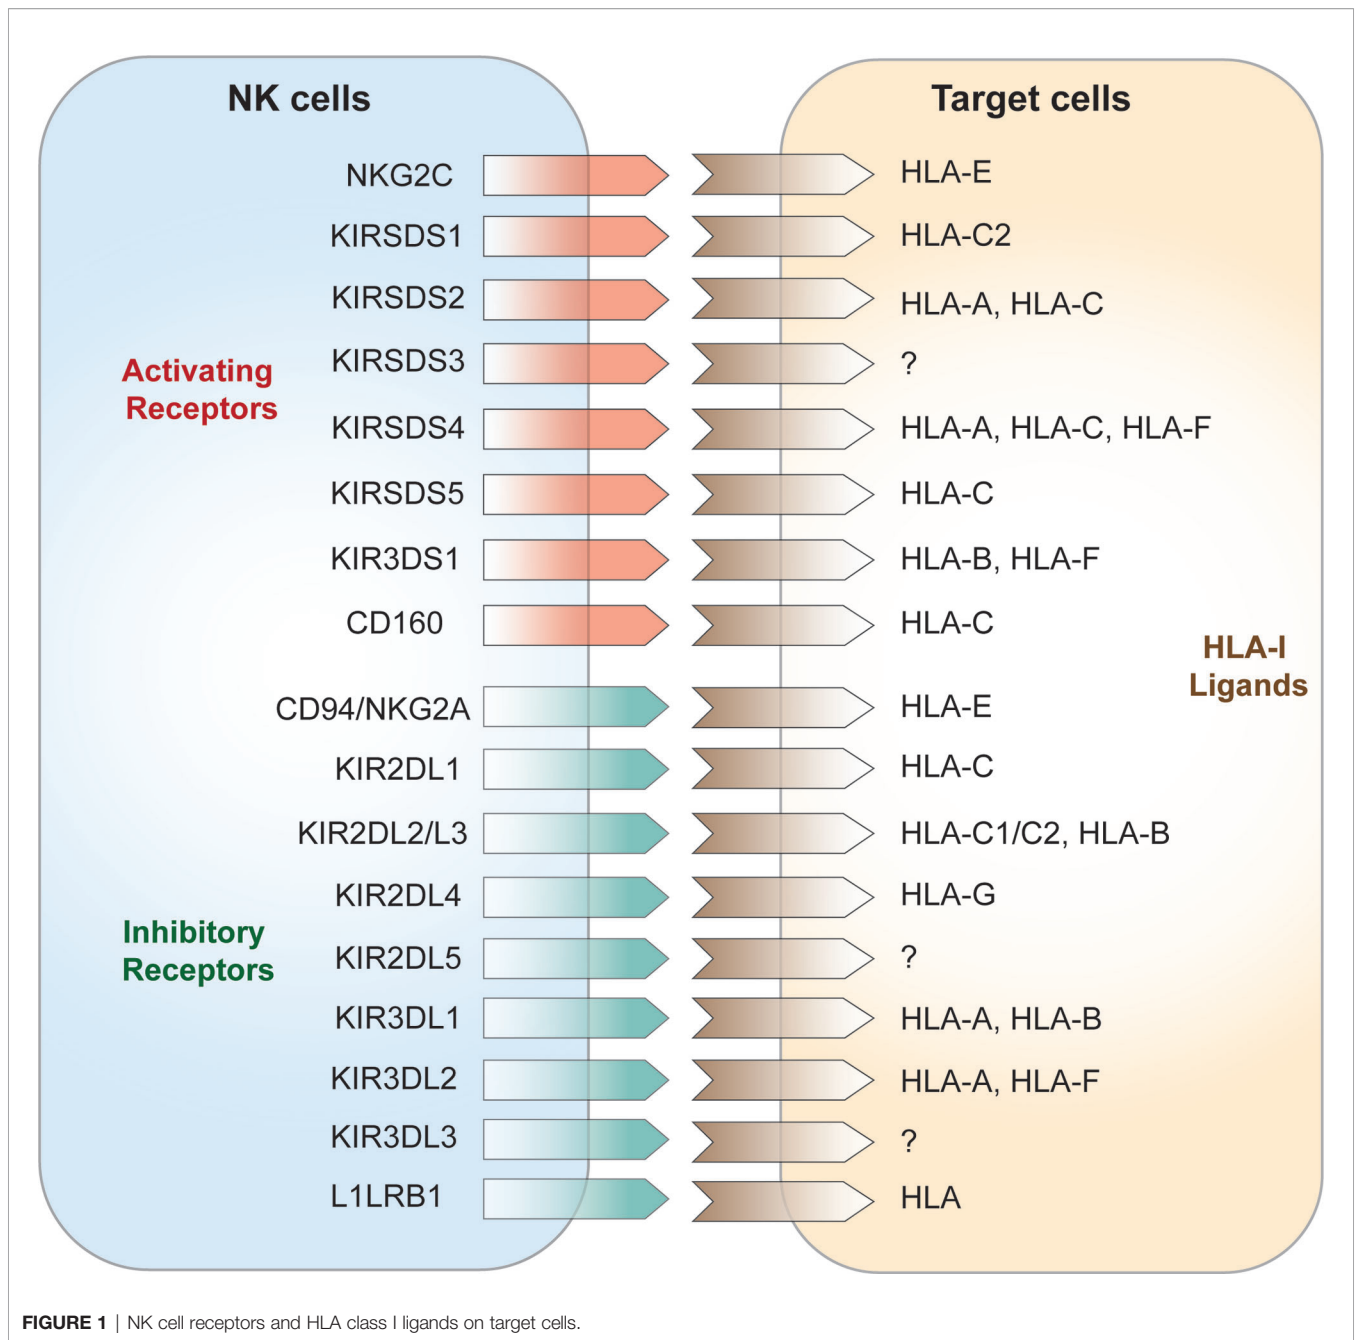 NK cells
Target cells
NKG2C
HLA-E
KIRSDS1
HLA-C2
KIRSDS2
HLA-A, HLA-C
KIRSDS3
?
Activating
Receptors
KIRSDS4
HLA-A, HLA-C, HLA-F
KIRSDS5
HLA-C
KIR3DS1
HLA-B, HLA-F
CD160
HLA-C
HLA-I
Ligands
CD94/NKG2A
HLA-E
KIR2DL1
HLA-C
KIR2DL2/L3
HLA-C1/C2, HLA-B
KIR2DL4
HLA-G
Inhibitory
Receptors
KIR2DL5
?
KIR3DL1
HLA-A, HLA-B
KIR3DL2
HLA-A, HLA-F
KIR3DL3
?
L1LRB1
HLA
FIGURE 1 | NK cell receptors and HLA class I ligands on target cells.